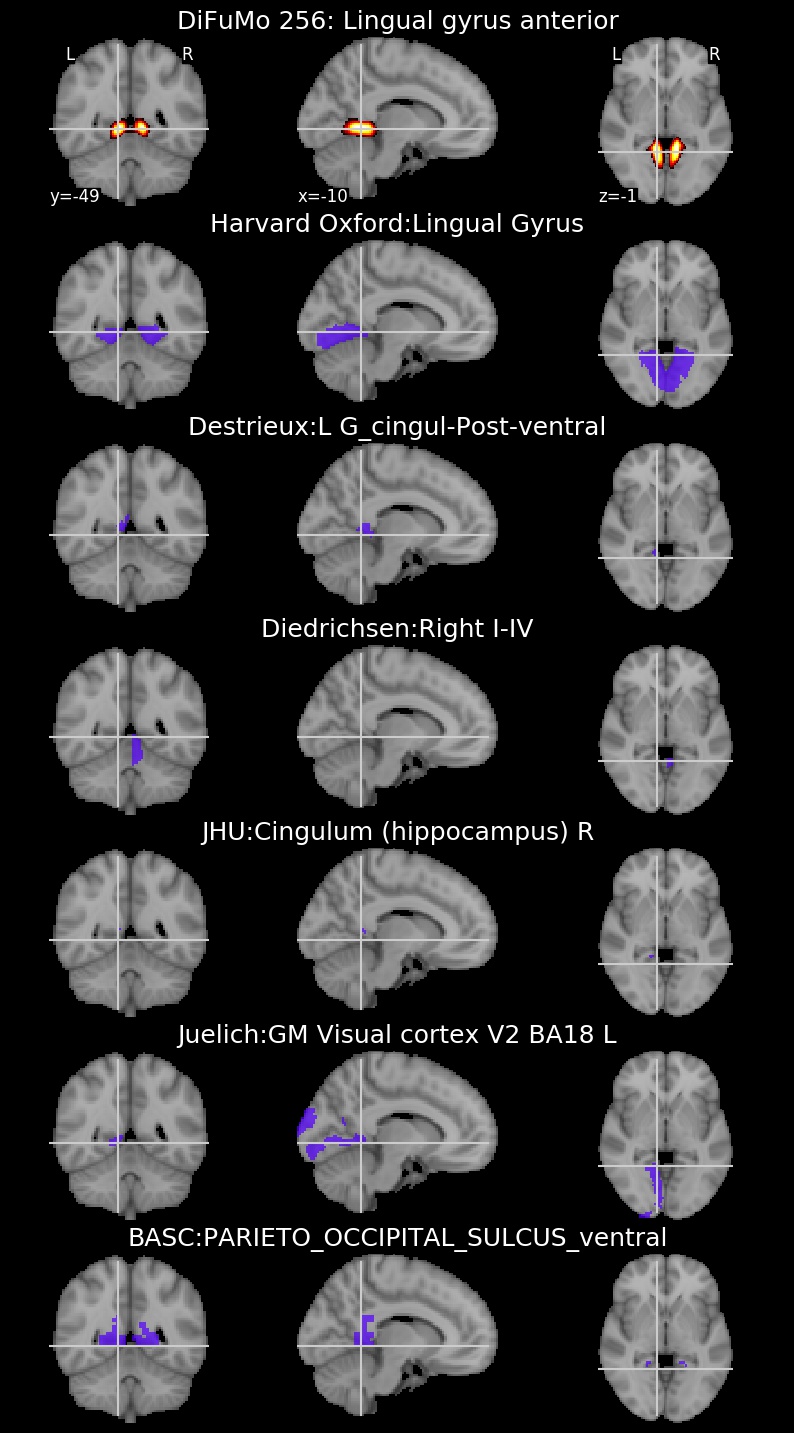 DiFuMo 256: Lingual gyrus anterior
L R L R
y=-49 x=-10 z=-1
Harvard Oxford:Lingual Gyrus
Destrieux:L G_cingul-Post-ventral
Diedrichsen:Right I-IV
JHU:Cingulum (hippocampus) R
Juelich:GM Visual cortex V2 BA18 L
BASC:PARIETO_OCCIPITAL_SULCUS_ventral